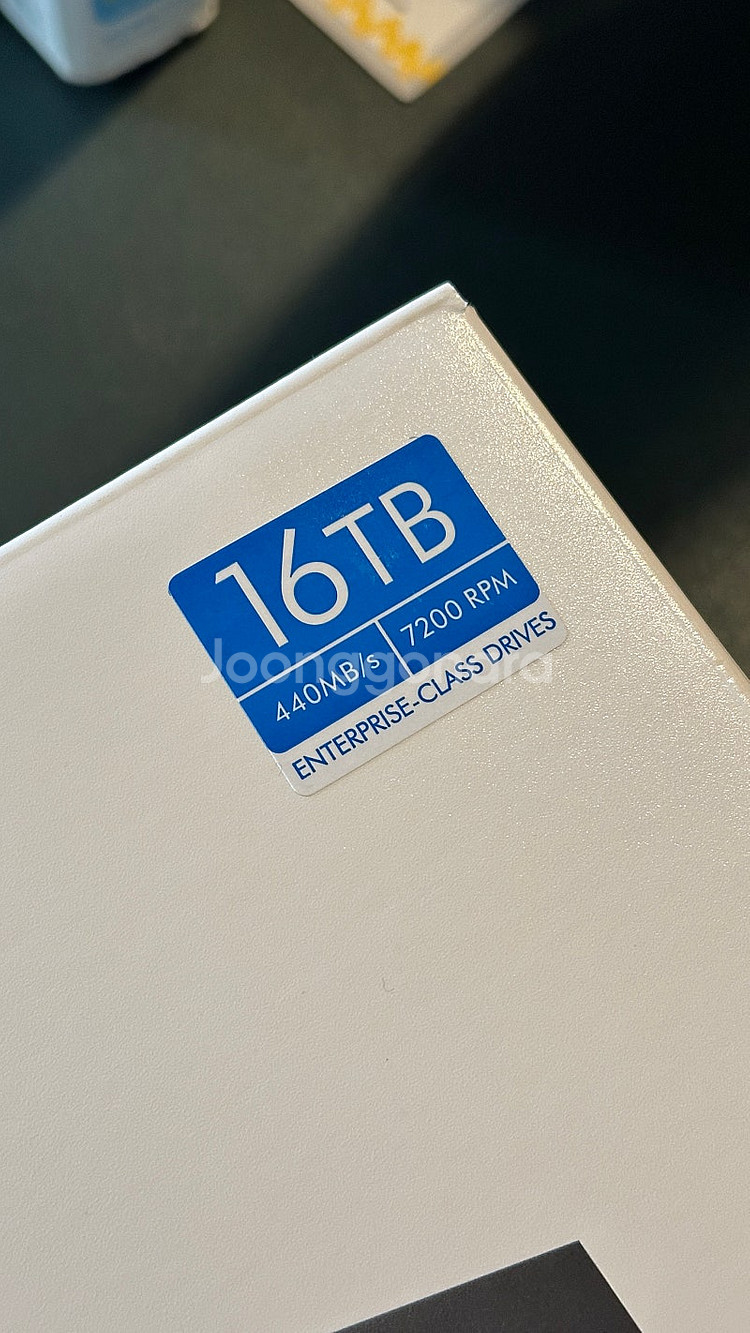 16TB
440MB/s
7200 RPM
ENTERPRISE-CLASS DRIVES
Joonggonara